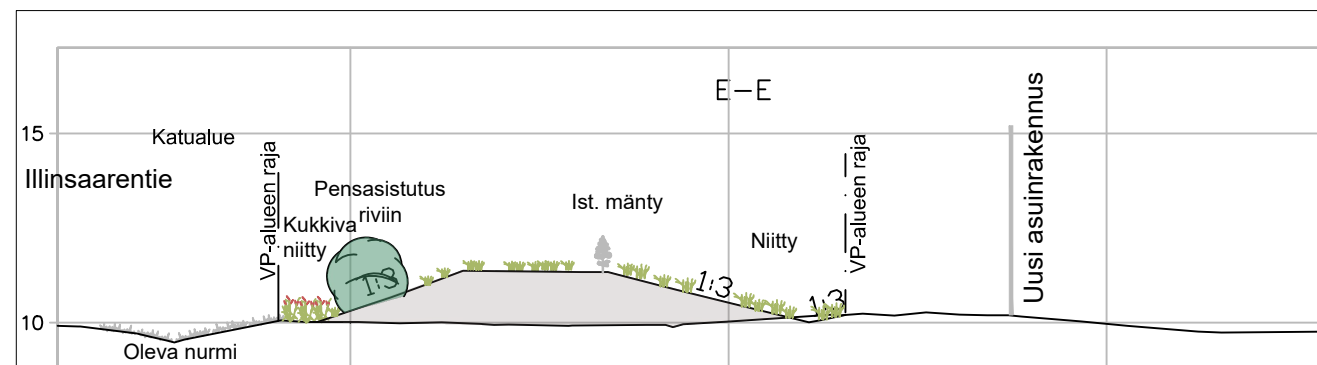 E-E
15
Katualue
Illinsaarentie
VP-alueen raja
Pensasistutus
riviin
Kukkiva
niitty
1:3
Ist. mänty
Niitty
1:3
1:3
VP-alueen raja
Uusi asuinrakennus
10
Oleva nurmi